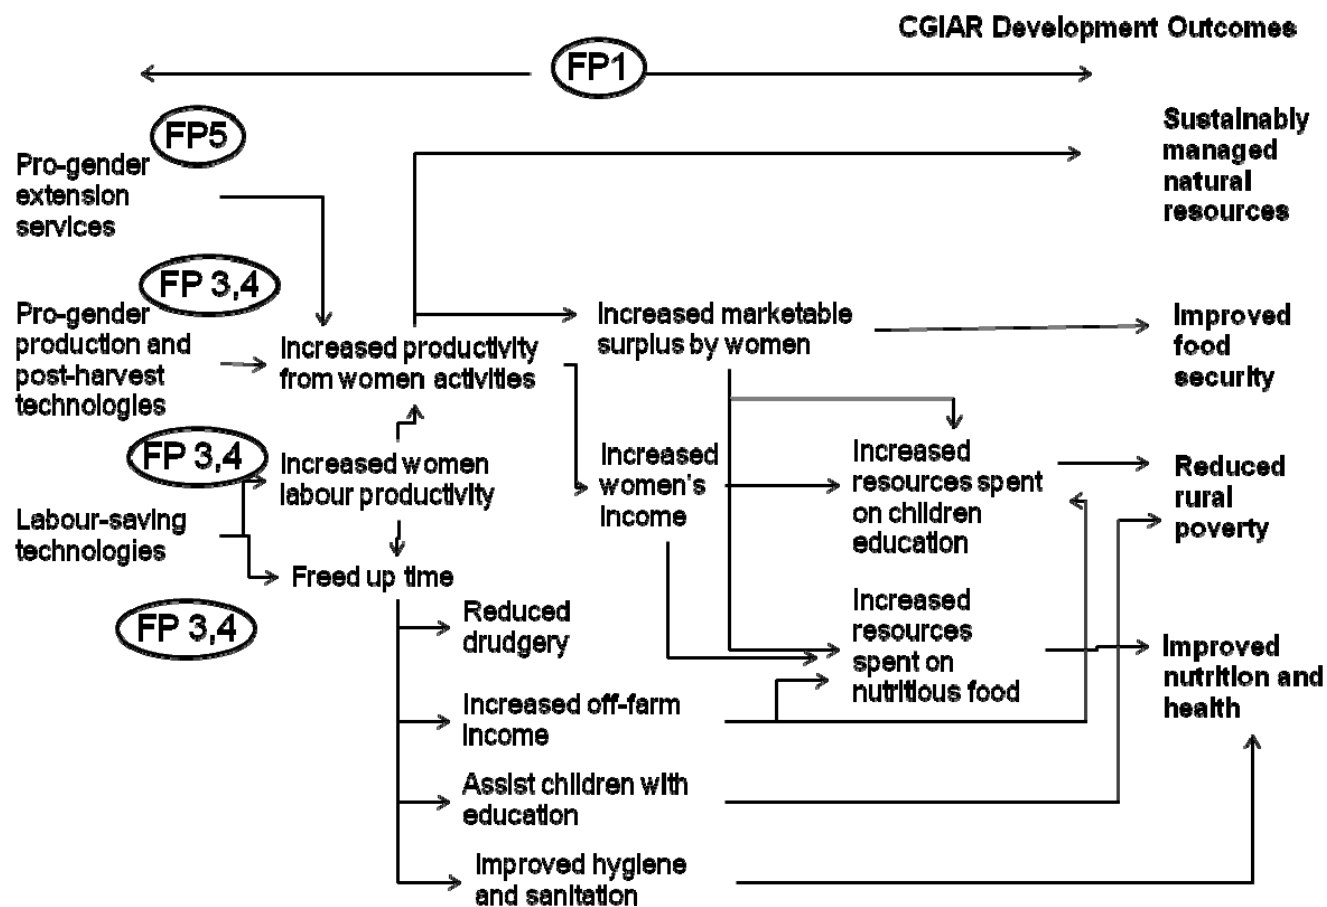 CGIAR Development Outcomes
FP1
FP5
Pro-gender
extension
services
Sustainably
managed
natural
resources
FP 3,4
Pro-gender
production and
post-harvest
technologies
Increased productivity
from women activities
Increased marketable
surplus by women
Improved
food
security
FP 3,4
Increased women
labour productivity
Increased
women's
Income
Increased
resources spent
on children
education
Reduced
rural
poverty
Labour-saving
technologies
Freed up time
FP 3,4
Reduced
drudgery
Increased
resources
spent on
nutritious food
Improved
nutrition and
health
Increased off-farm
Income
Assist children with
education
Improved hygiene
and sanitation